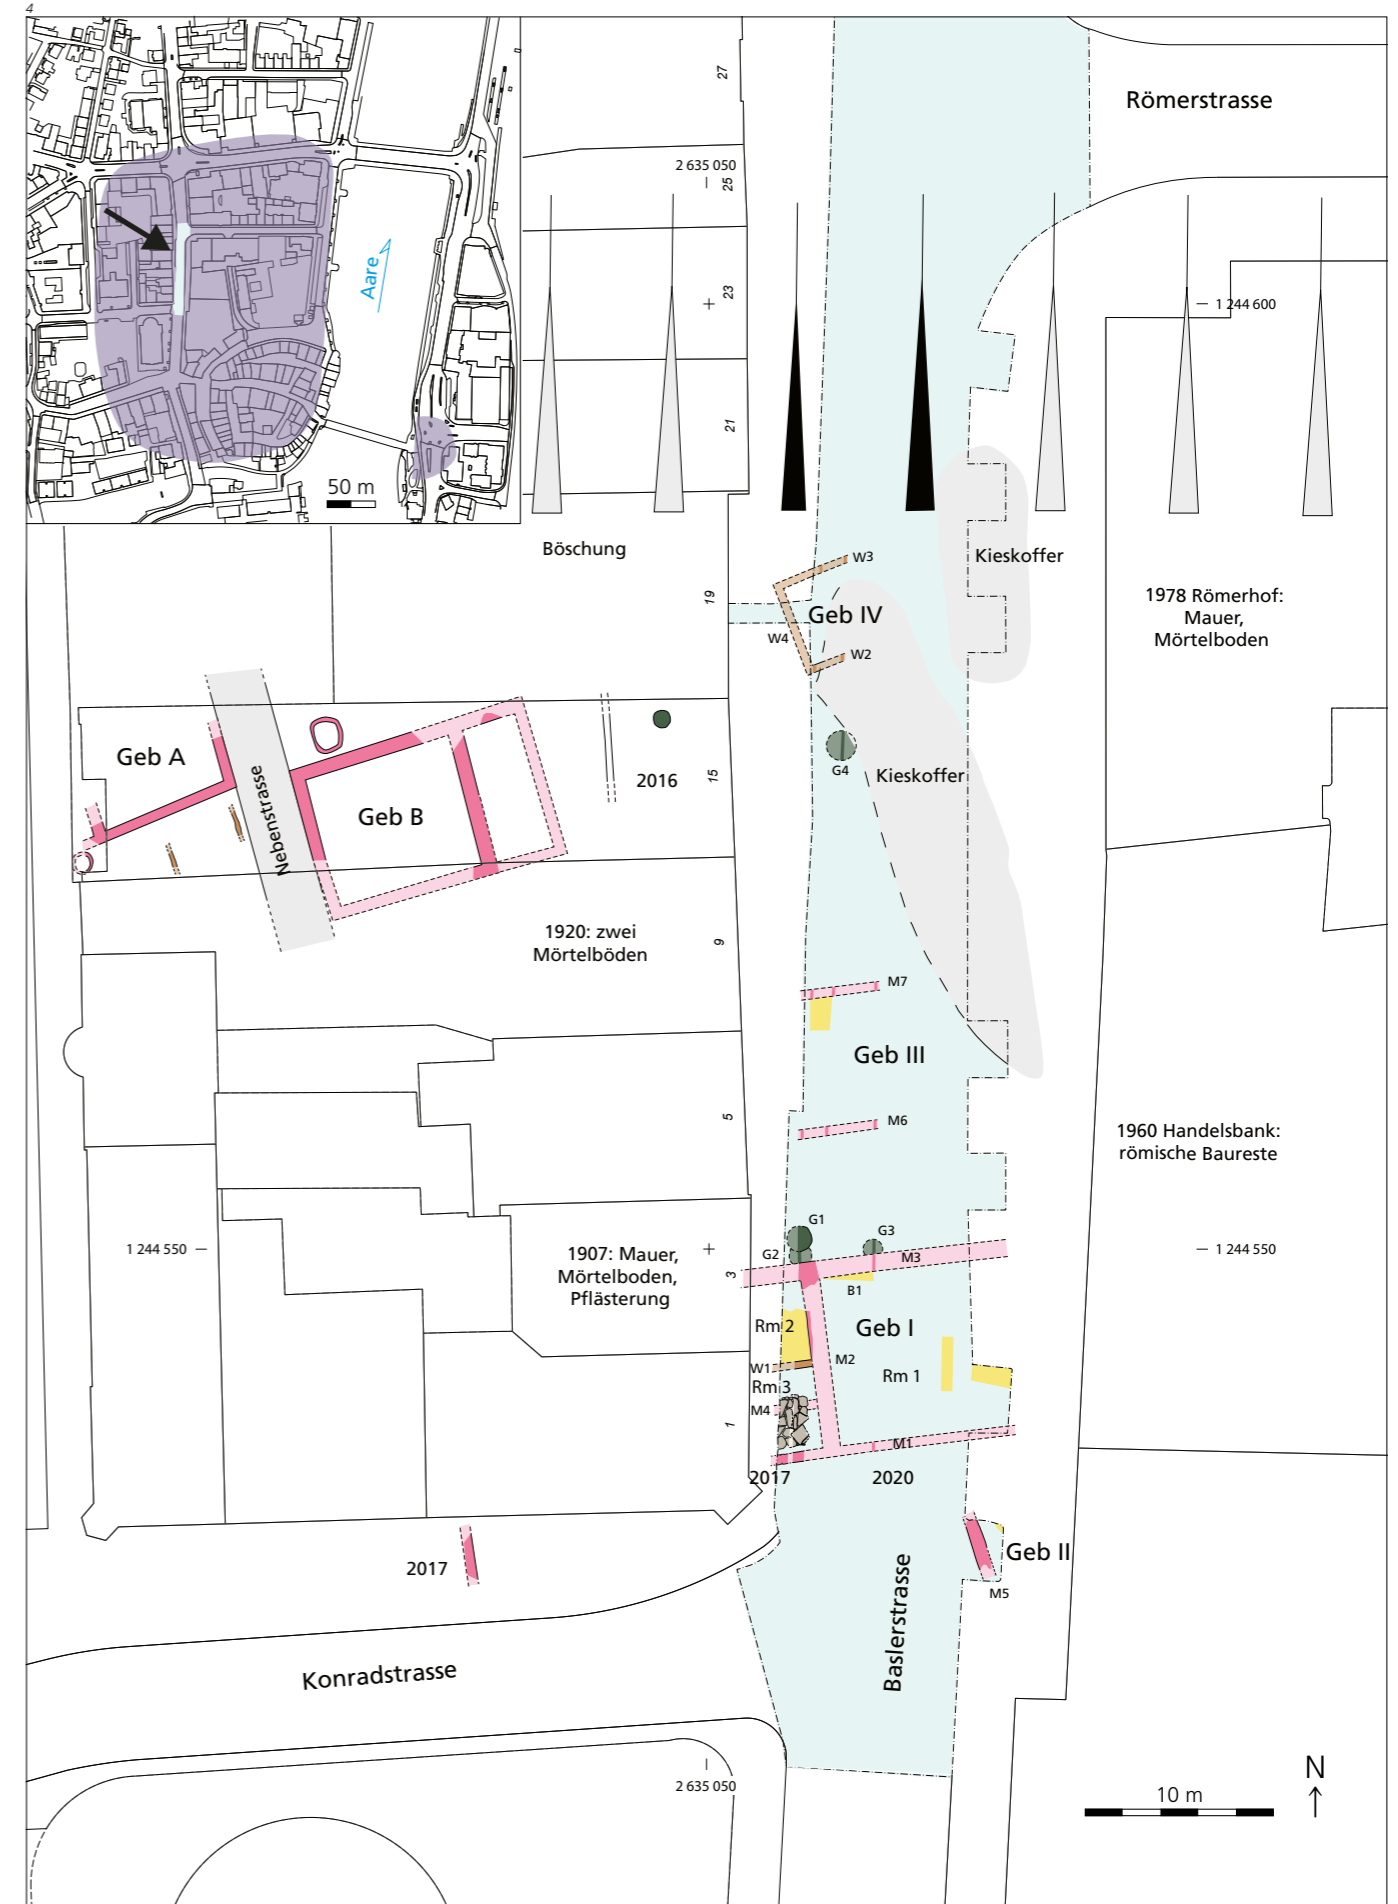 4
Aare
50 m
27
Römerstrasse
2 635 050
25
23
1 244 600
21
Böschung
Kieskoffer
W3
19
Geb IV
W4
W2
1978 Römerhof:
Mauer,
Mörtelboden
Geb A
Nebenstrasse
Geb B
2016
15
G4
Kieskoffer
1920: zwei
Mörtelböden
9
M7
Geb III
5
M6
1960 Handelsbank:
römische Baureste
1 244 550
1907: Mauer,
Mörtelboden,
Pflästerung
3
G1
G2
G3
M3
1 244 550
B1
Rm 2
Geb I
W1
M2
Rm 3
Rm 1
M4
1
M1
2017
2020
2017
Geb II
M5
Baslerstrasse
Konradstrasse
2 635 050
10 m
N